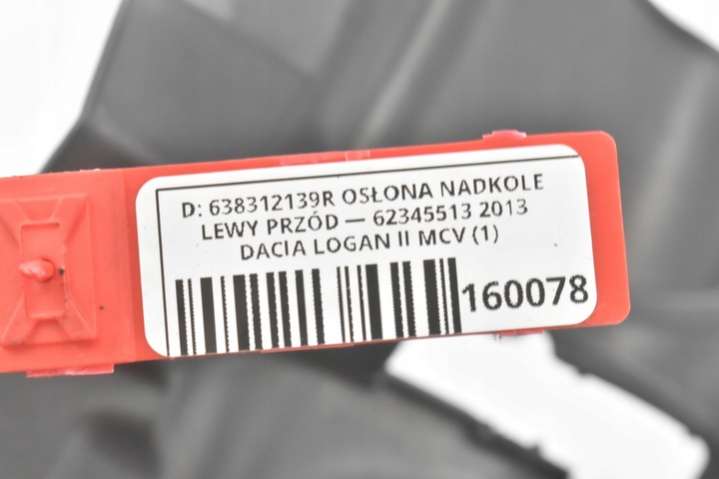 D: 638312139R OSŁONA NADKOLE
LEWY PRZÓD — 62345513 2013
DACIA LOGAN II MCV (1)
160078